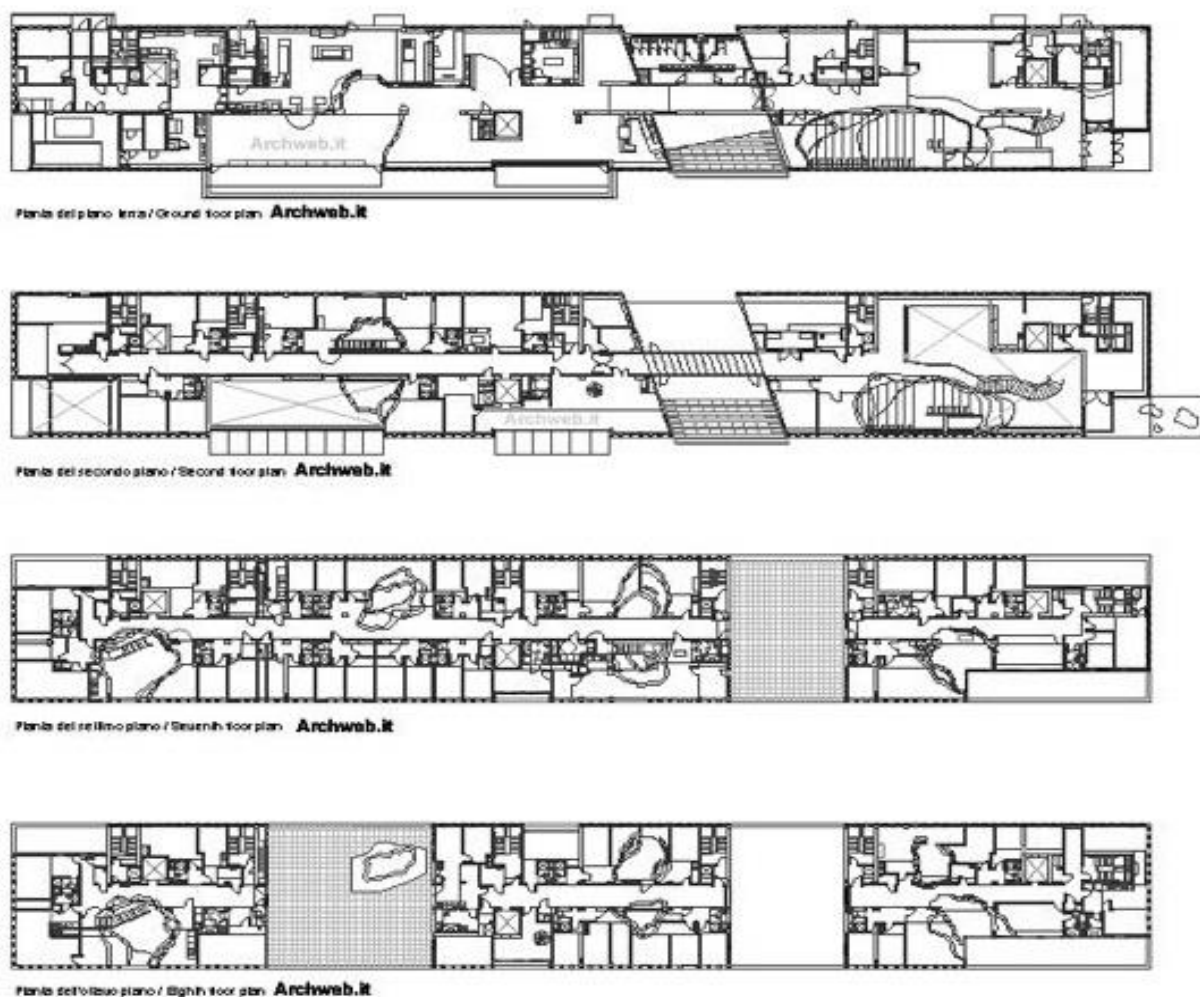 Archweb.it
Pianta del piano terra / Ground floor plan Archweb.it
Archweb.it
Pianta del secondo piano / Second floor plan Archweb.it
Pianta del settimo piano / Seventh floor plan Archweb.it
Pianta dell'ottavo piano / Eighth floor plan Archweb.it